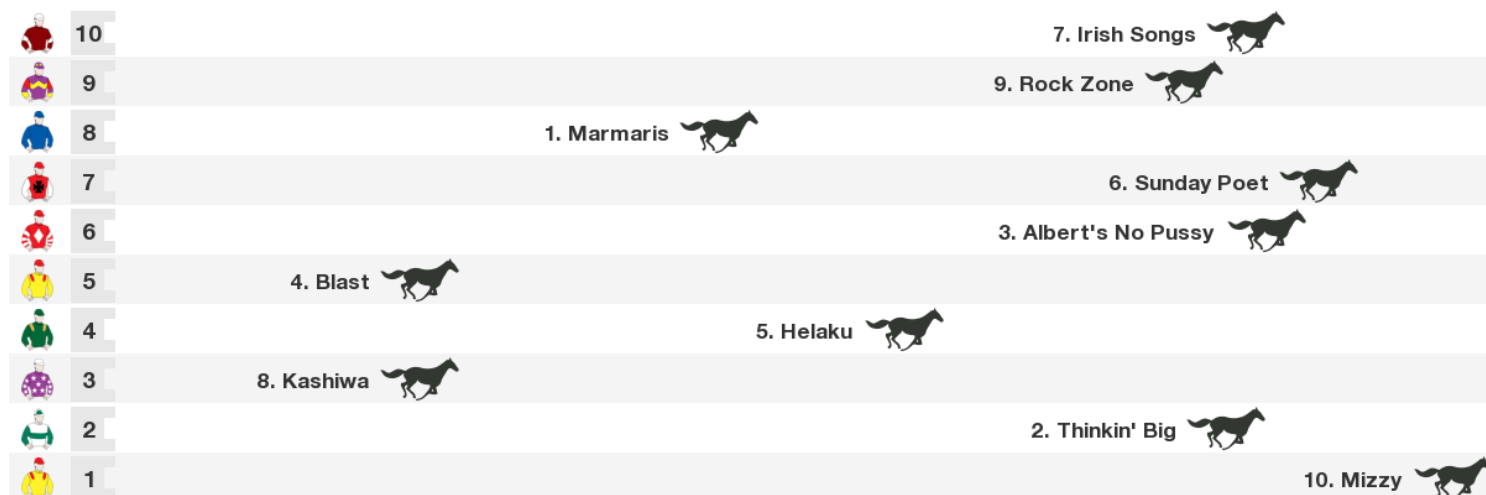 10 7. Irish Songs
9 9. Rock Zone
8 1. Marmaris
7 6. Sunday Poet
6 3. Albert's No Pussy
5 4. Blast
4 5. Helaku
3 8. Kashiwa
2 2. Thinkin' Big
1 10. Mizzy